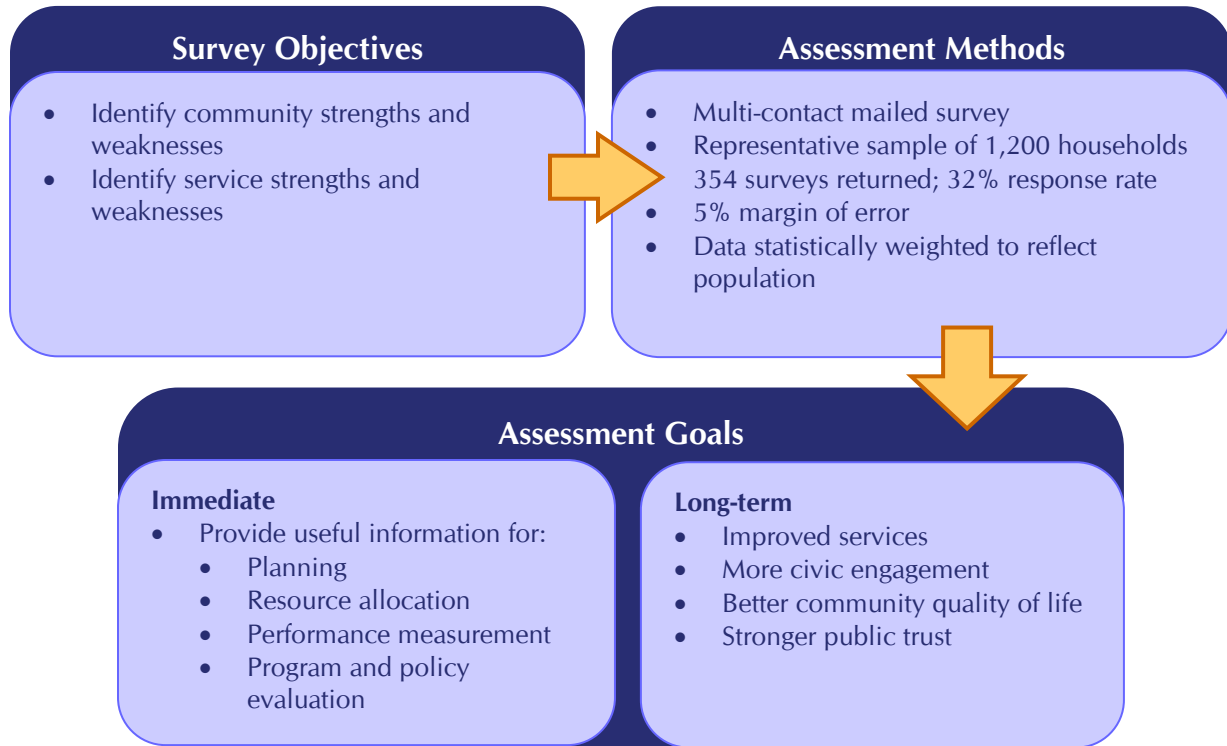 Survey Objectives
• Identify community strengths and
weaknesses
• Identify service strengths and
weaknesses
Assessment Methods
• Multi-contact mailed survey
• Representative sample of 1,200 households
354 surveys returned; 32% response rate
• 5% margin of error
• Data statistically weighted to reflect
population
Assessment Goals
Immediate
• Provide useful information for:
• Planning
• Resource allocation
• Performance measurement
• Program and policy
evaluation
Long-term
• Improved services
• More civic engagement
• Better community quality of life
• Stronger public trust